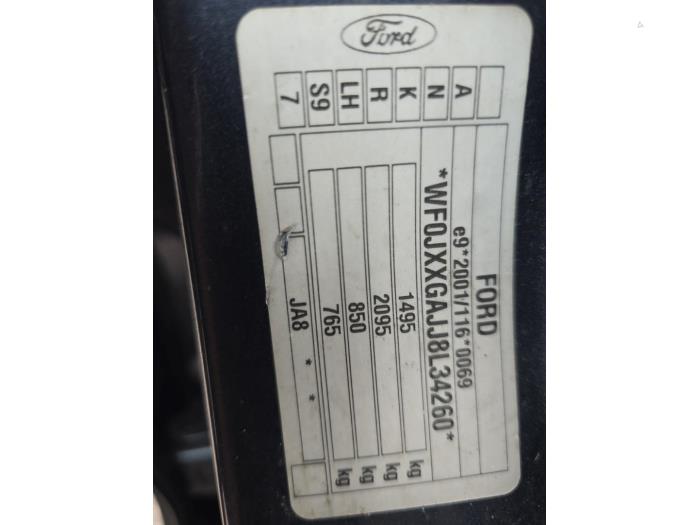 Ford
FORD
e9*2001/116*0069
*WF0JXXGAJJ8L34260*
1495 kg
2095 kg
850 kg
765 kg
JA8 * *
A
N
K
R
LH
S9
7